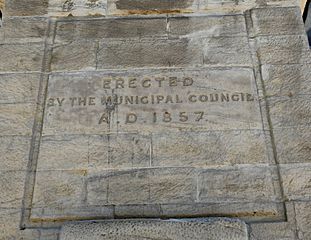 ERECTED
BY THE MUNICIPAL COUNCIL
A.D. 1857.